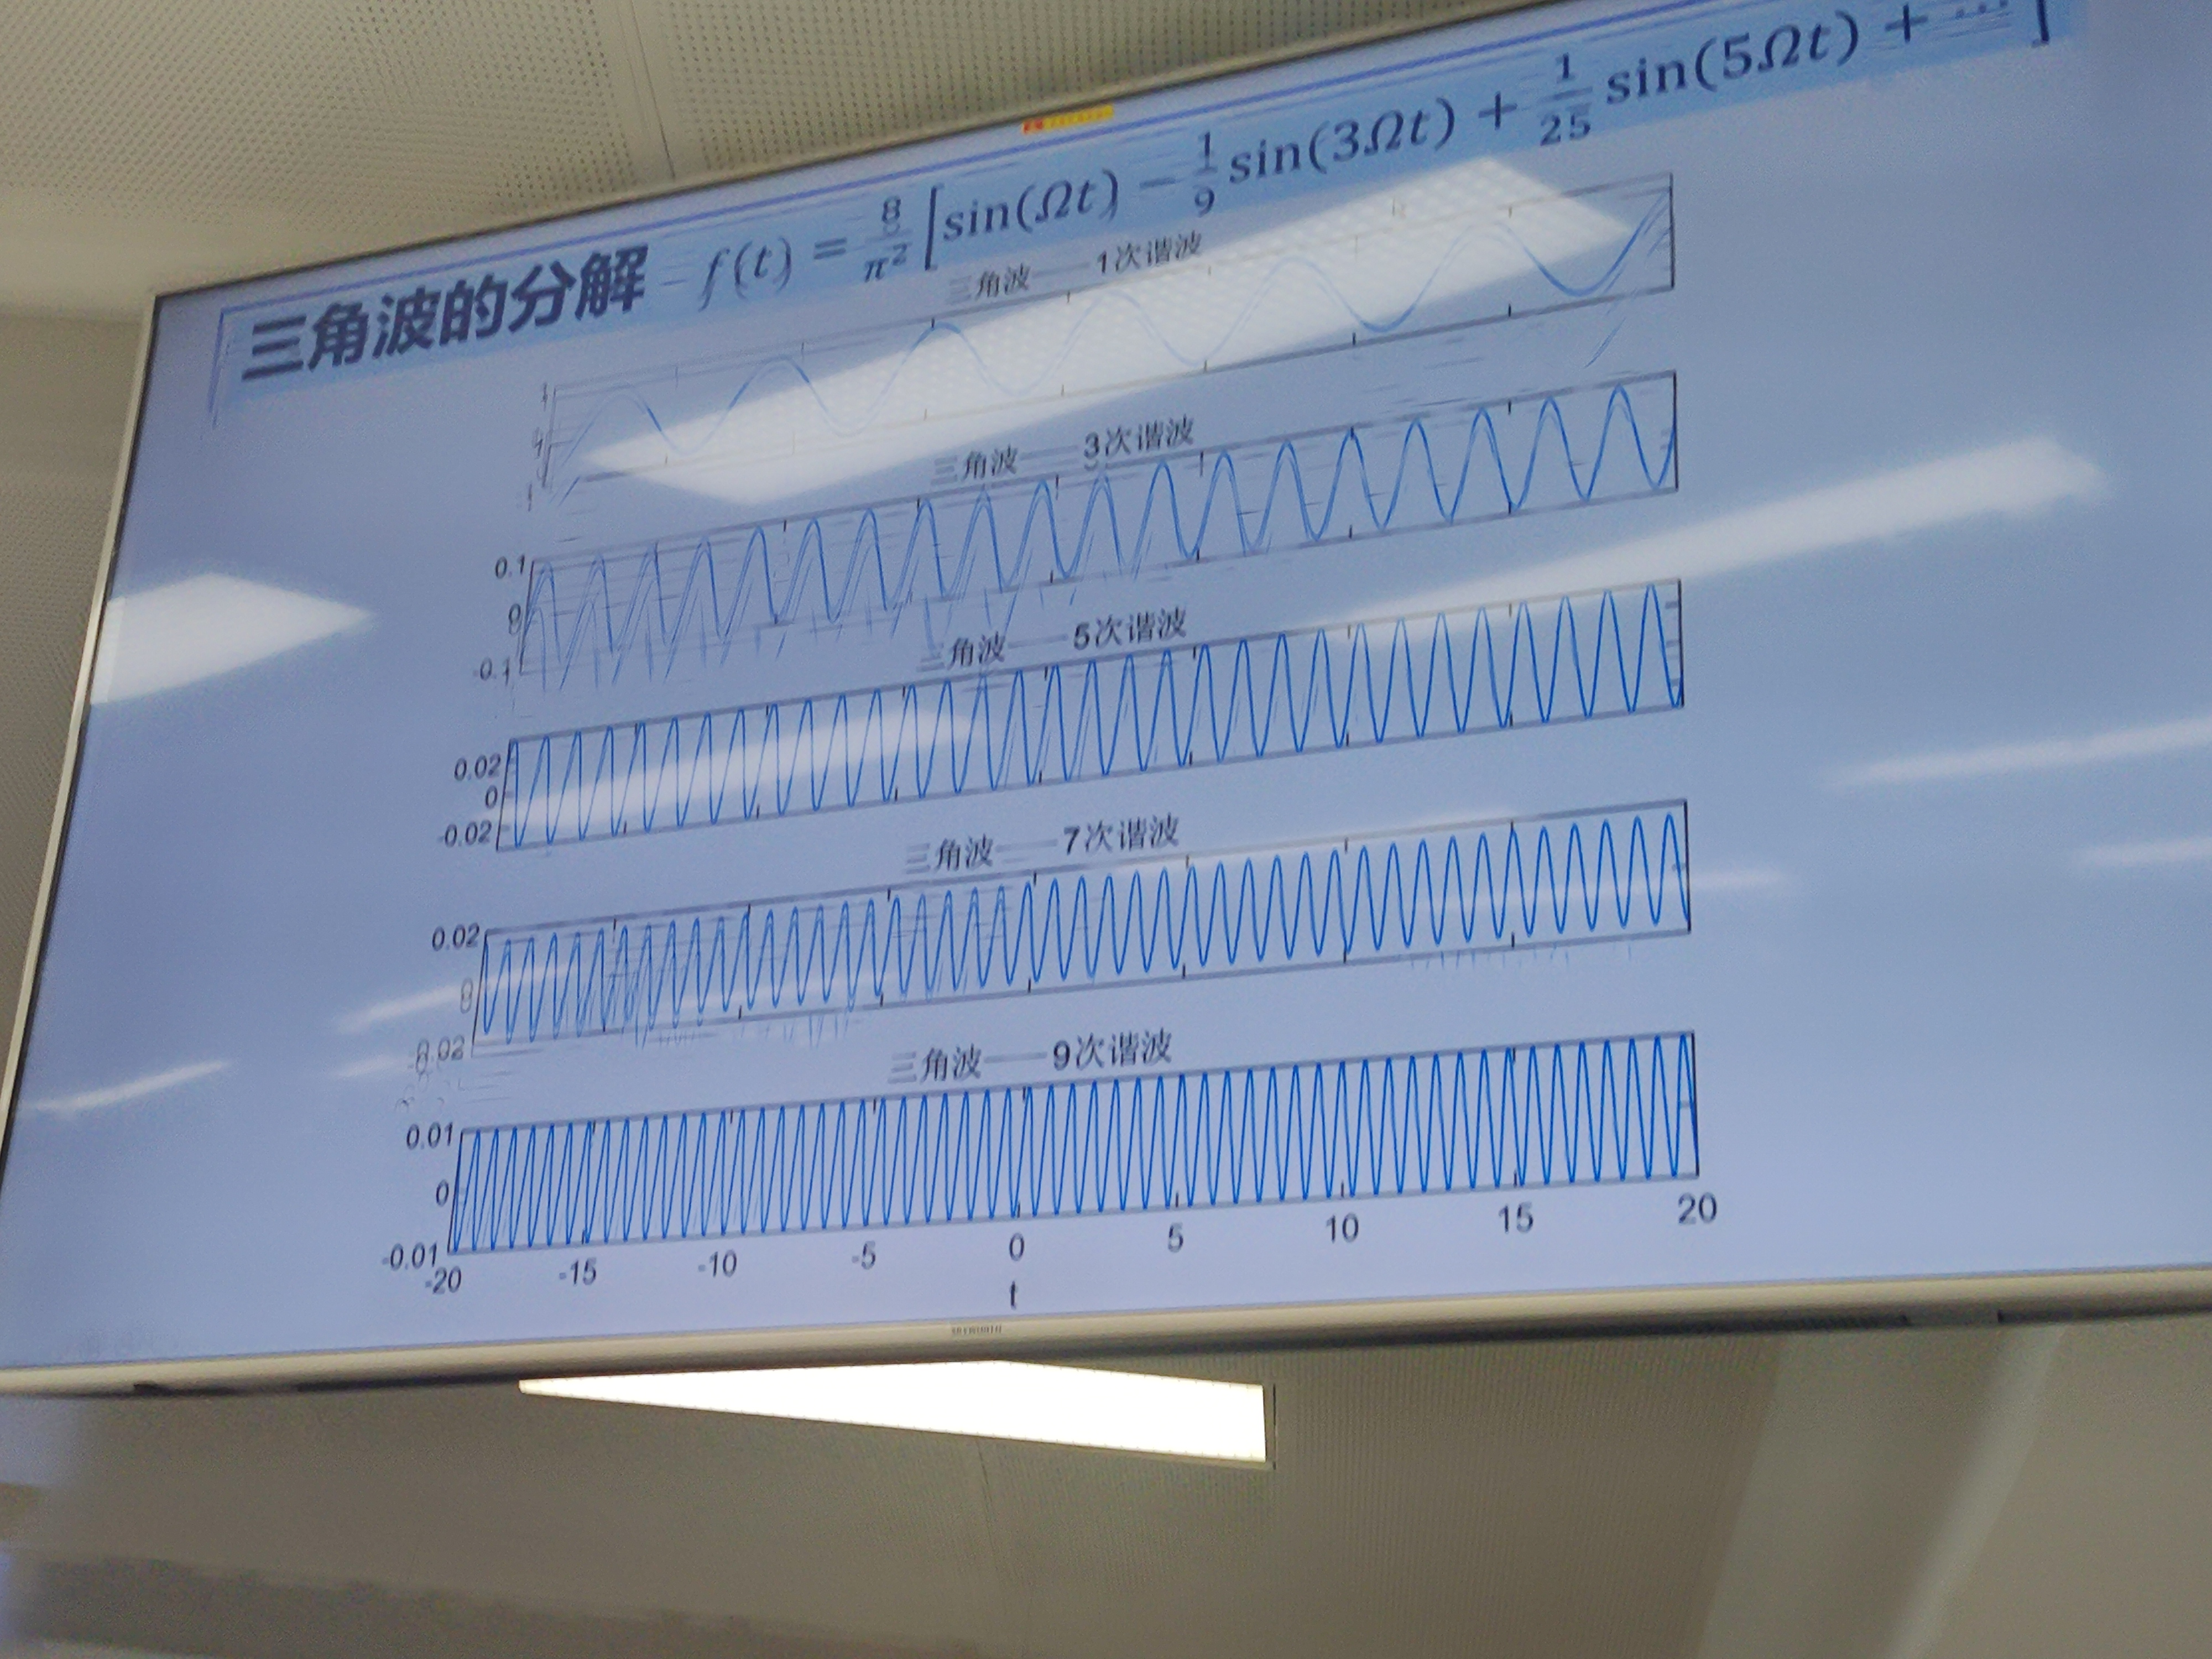 三角波的分解 f(t) = 8/π² [sin(Ωt) − 1/9 sin(3Ωt) + 1/25 sin(5Ωt) + ⋯]
三角波——1次谐波
1
-1
三角波——3次谐波
0.1
0
-0.1
三角波——5次谐波
0.02
0
-0.02
三角波——7次谐波
0.02
0
-0.02
三角波——9次谐波
0.01
0
-0.01
-20 -15 -10 -5 0 5 10 15 20
t